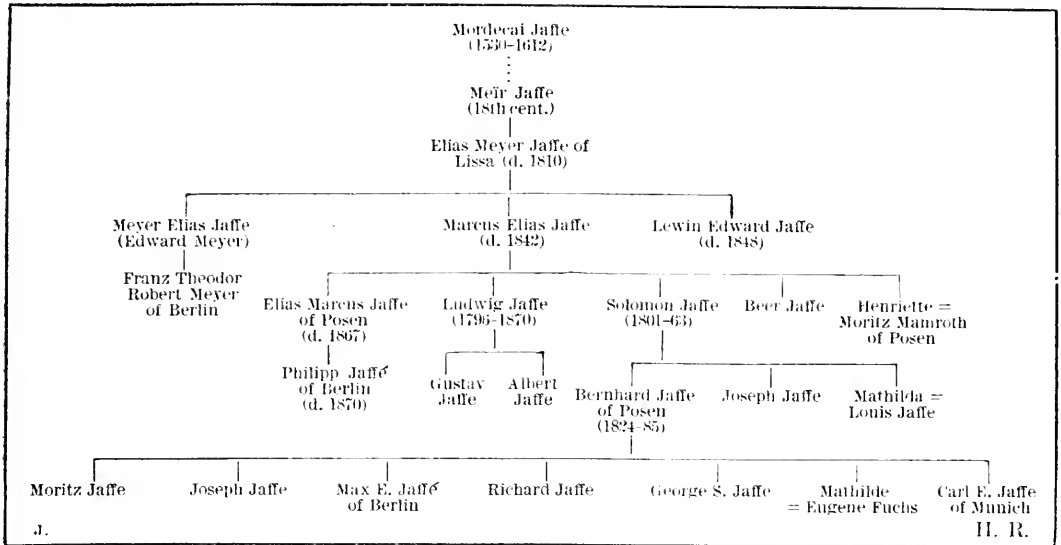 Mordecai Jaffe
(1530-1612)
Meïr Jaffe
(18th cent.)
Elias Meyer Jaffe of
Lissa (d. 1810)
Meyer Elias Jaffe
(Edward Meyer)
Marcus Elias Jaffe
(d. 1842)
Lewin Edward Jaffe
(d. 1848)
Franz Theodor
Robert Meyer
of Berlin
Elias Marcus Jaffe
of Posen
(d. 1867)
Ludwig Jaffe
(1796-1870)
Solomon Jaffe
(1801-63)
Beer Jaffe
Henriette =
Moritz Mamroth
of Posen
Philipp Jaffé
of Berlin
(d. 1870)
Gustav
Jaffe
Albert
Jaffe
Bernhard Jaffe
of Posen
(1824-85)
Joseph Jaffe
Mathilda =
Louis Jaffe
Moritz Jaffe
Joseph Jaffe
Max E. Jaffé
of Berlin
Richard Jaffe
George S. Jaffe
Mathilde
= Eugene Fuchs
Carl E. Jaffe
of Munich
J.
H. R.